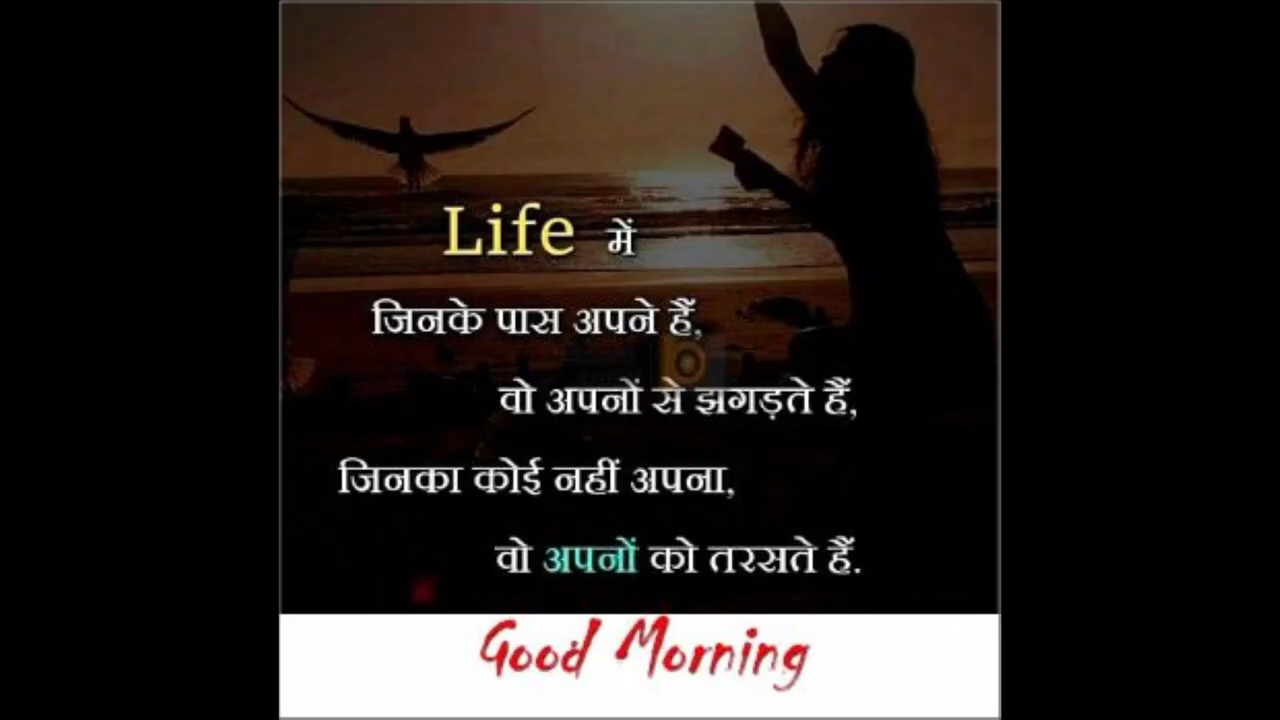 Life में
जिनके पास अपने हैं,
वो अपनों से झगड़ते हैं,
जिनका कोई नहीं अपना,
वो अपनों को तरसते हैं.
Good Morning